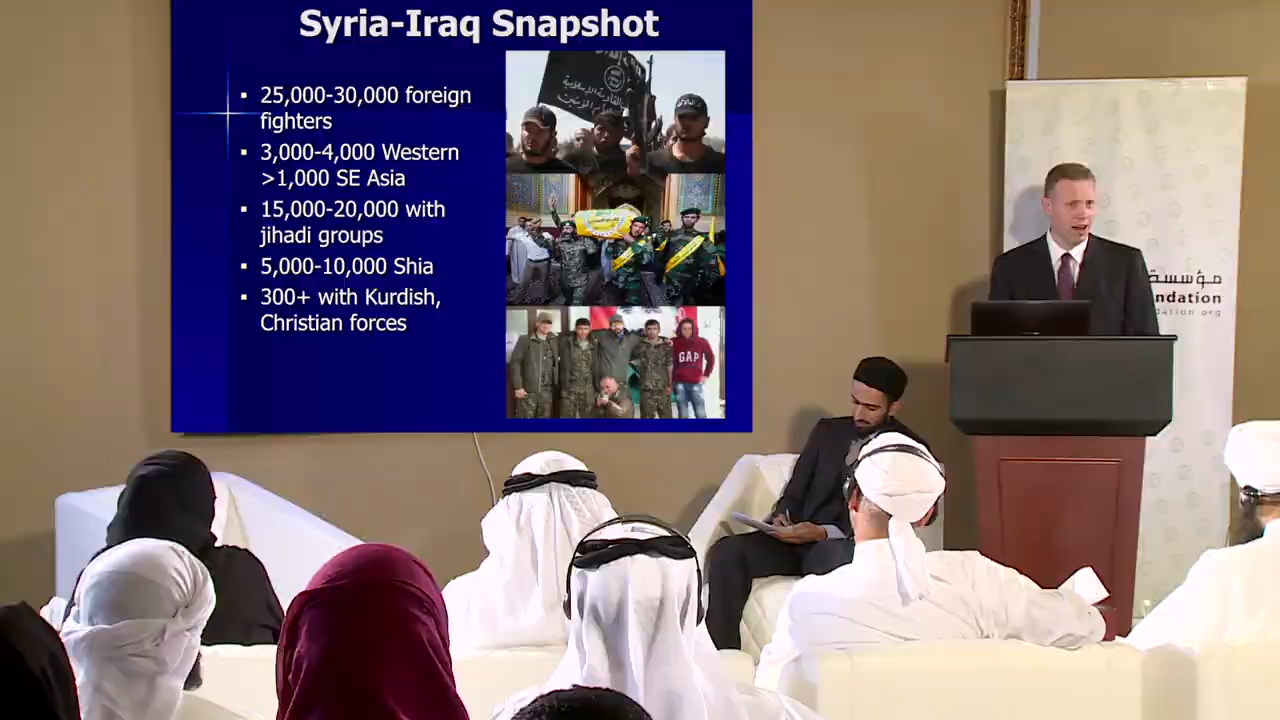 Syria-Iraq Snapshot
25,000-30,000 foreign
fighters
3,000-4,000 Western
>1,000 SE Asia
15,000-20,000 with
jihadi groups
5,000-10,000 Shia
300+ with Kurdish,
Christian forces
GAP
مؤسسة
ndation
dation org